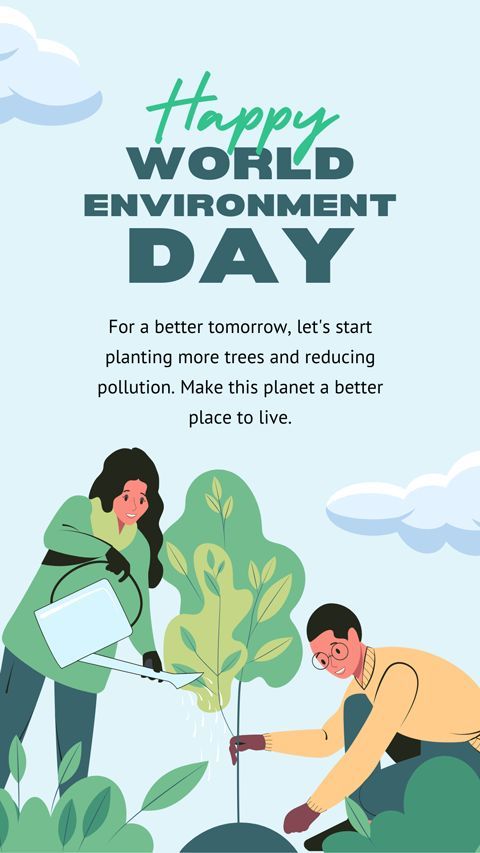 Happy
WORLD
ENVIRONMENT
DAY
For a better tomorrow, let's start
planting more trees and reducing
pollution. Make this planet a better
place to live.